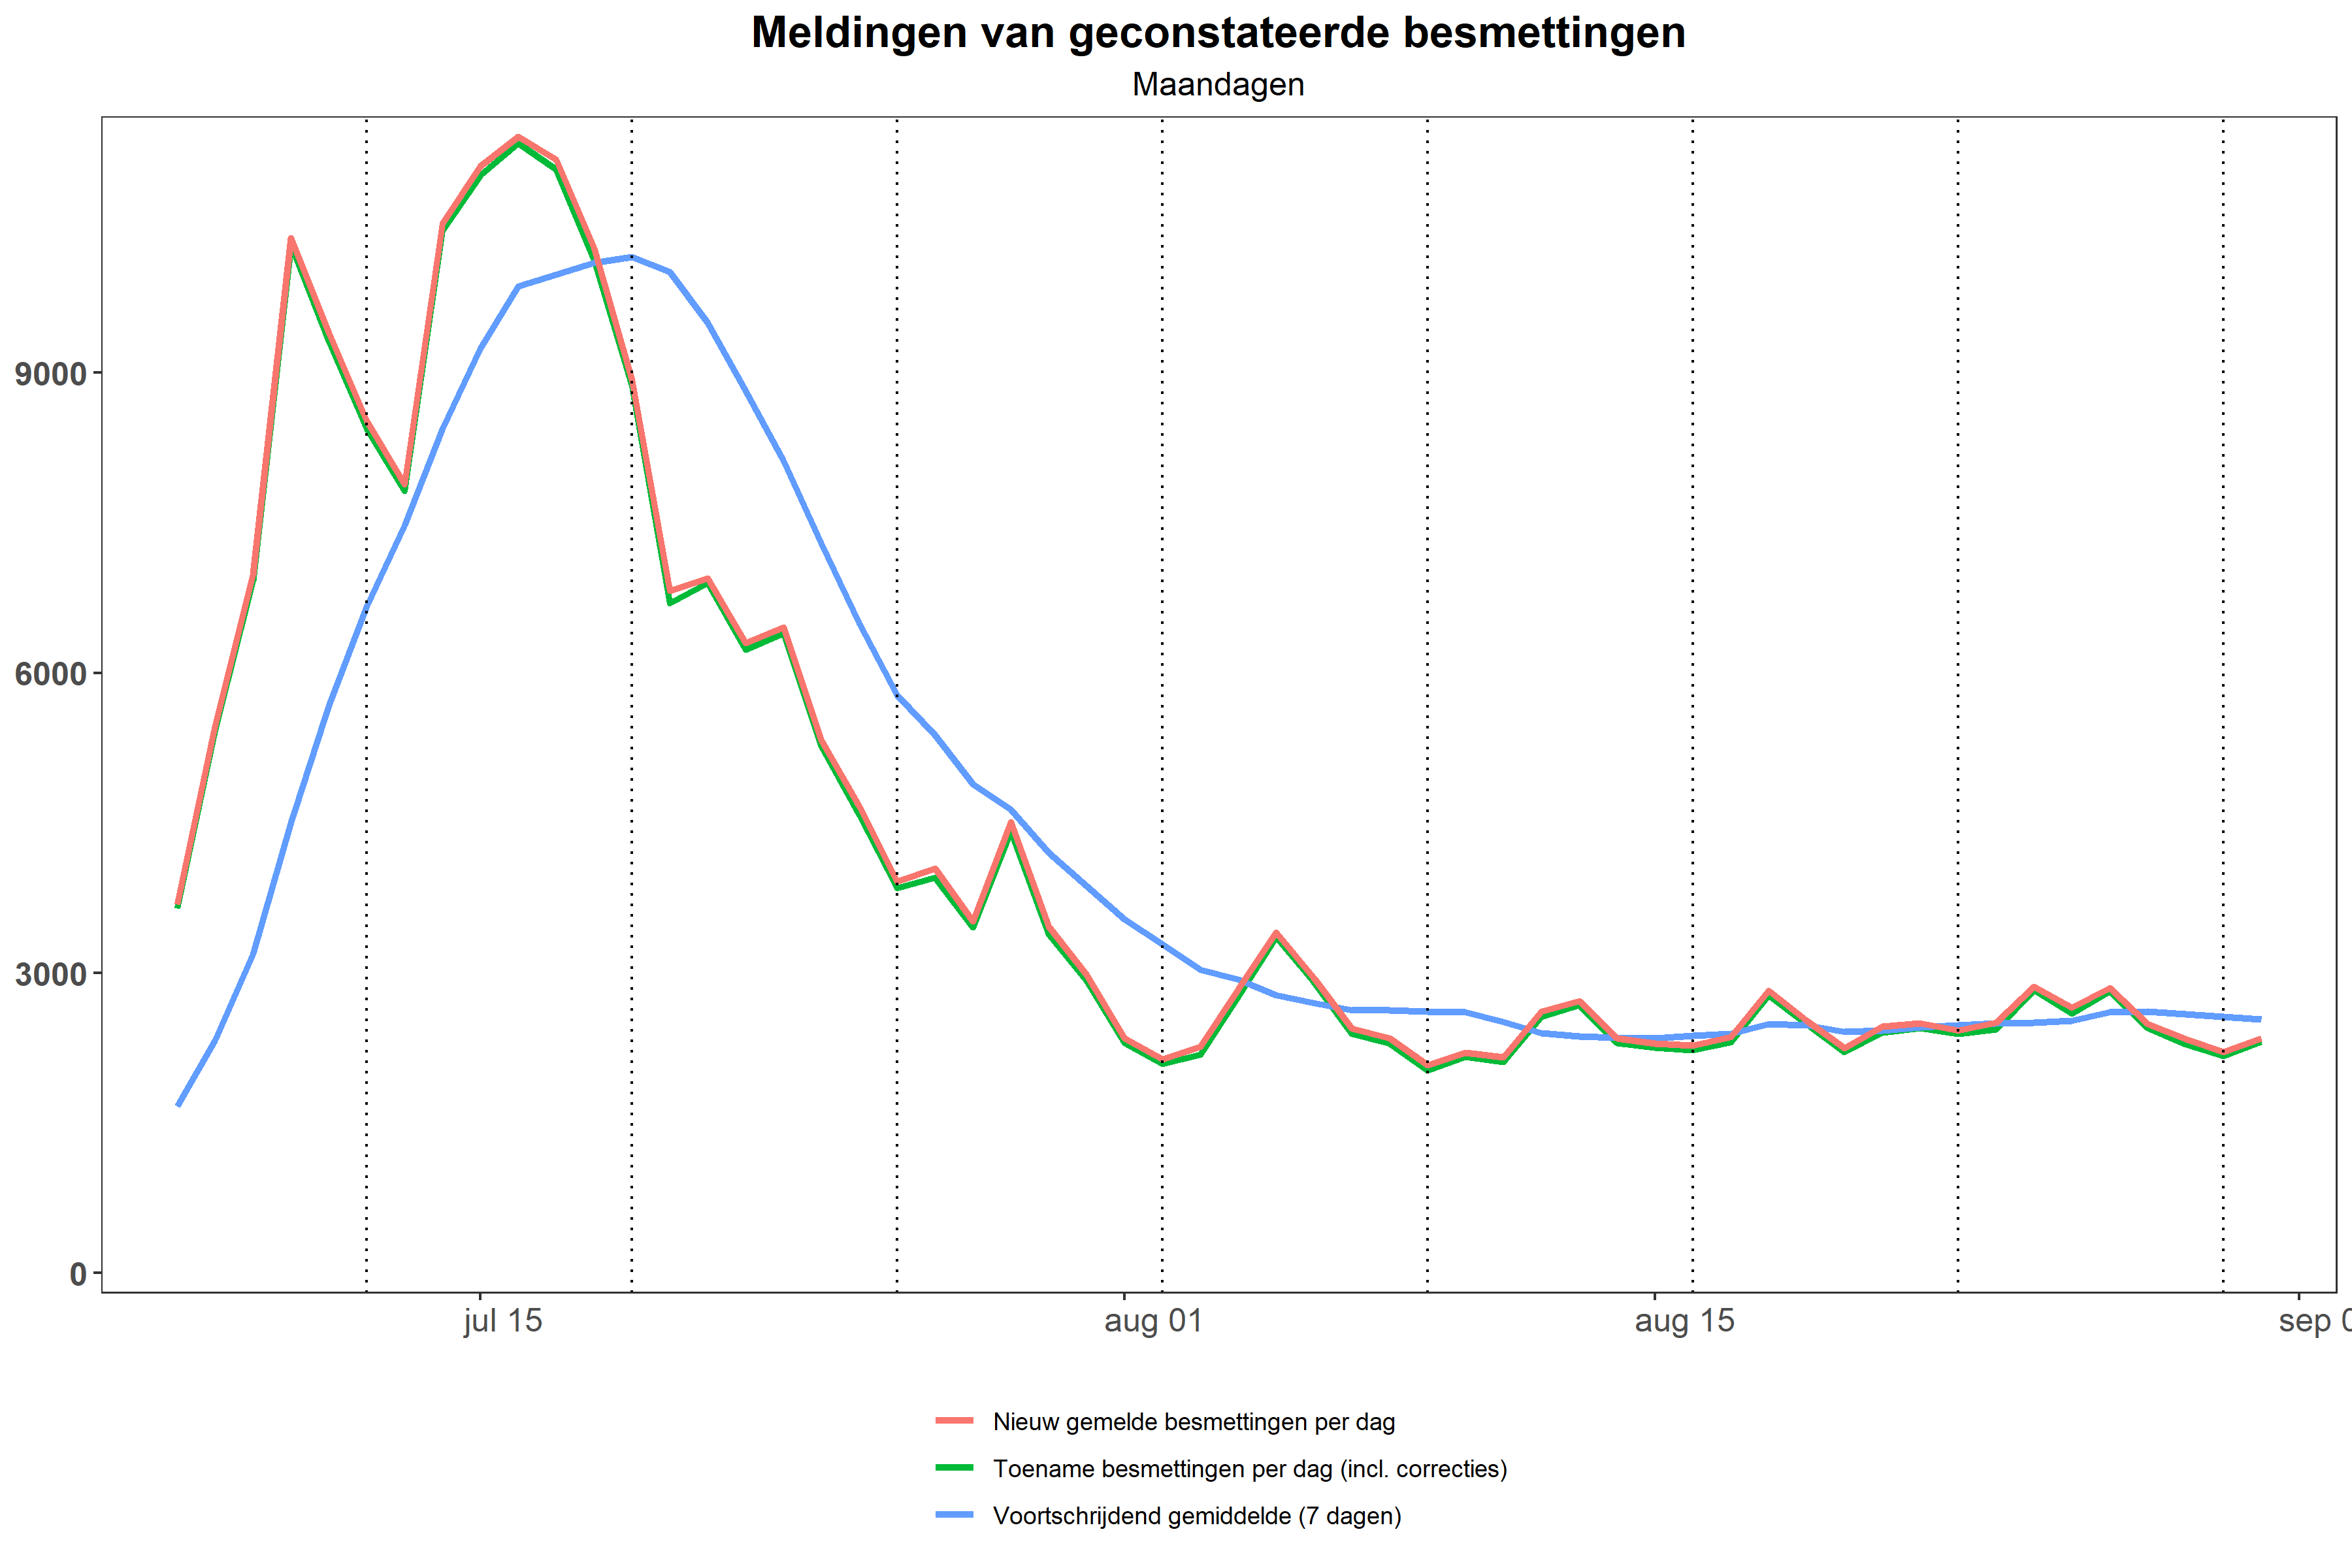 Meldingen van geconstateerde besmettingen
Maandagen
9000
6000
3000
0
jul 15 aug 01 aug 15 sep 0
Nieuw gemelde besmettingen per dag
Toename besmettingen per dag (incl. correcties)
Voortschrijdend gemiddelde (7 dagen)